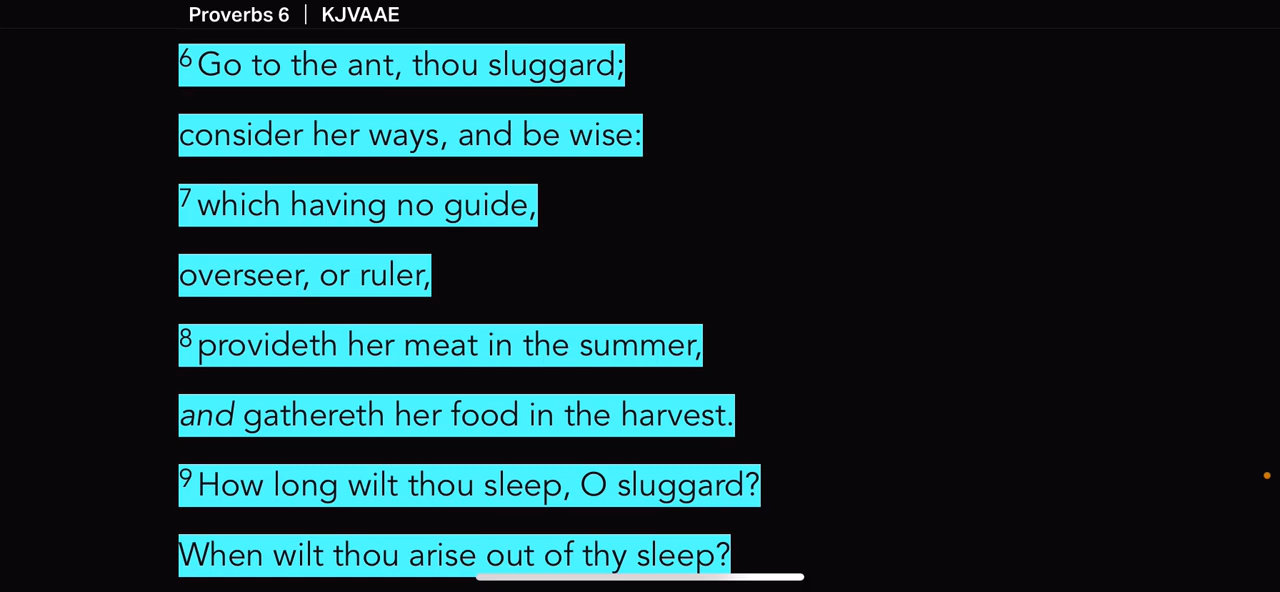 Proverbs 6 | KJVAAE
6 Go to the ant, thou sluggard;
consider her ways, and be wise:
7 which having no guide,
overseer, or ruler,
8 provideth her meat in the summer,
and gathereth her food in the harvest.
9 How long wilt thou sleep, O sluggard?
When wilt thou arise out of thy sleep?